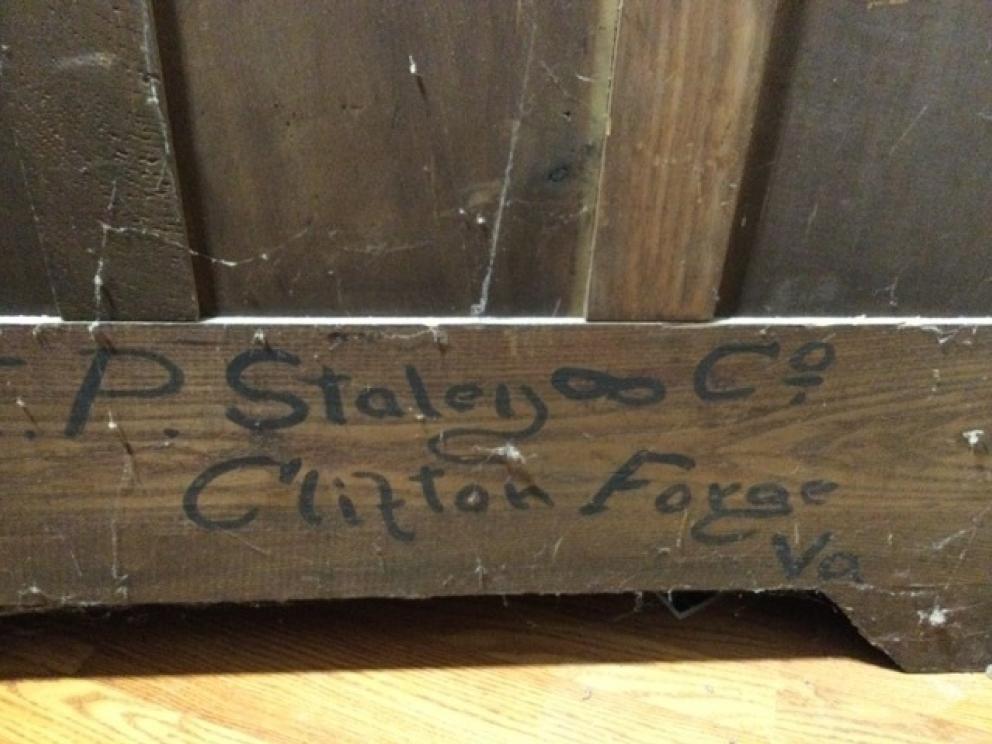 . P. Staley & Co
Clifton Forge
Va